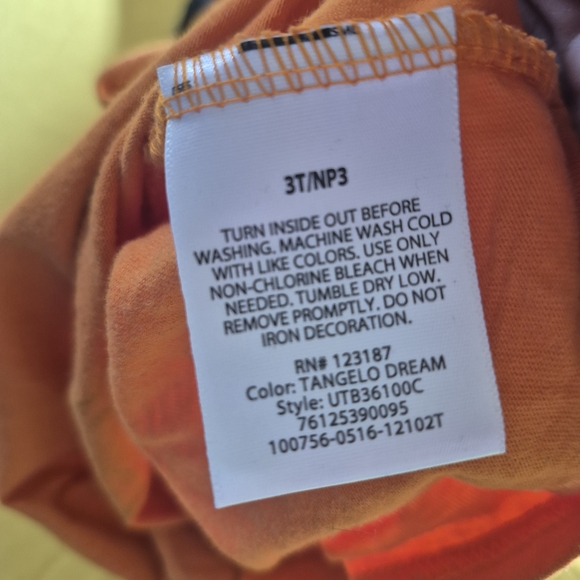 3T/NP3
TURN INSIDE OUT BEFORE
WASHING. MACHINE WASH COLD
WITH LIKE COLORS. USE ONLY
NON-CHLORINE BLEACH WHEN
NEEDED. TUMBLE DRY LOW.
REMOVE PROMPTLY. DO NOT
IRON DECORATION.
RN# 123187
Color: TANGELO DREAM
Style: UTB36100C
76125390095
100756-0516-12102T